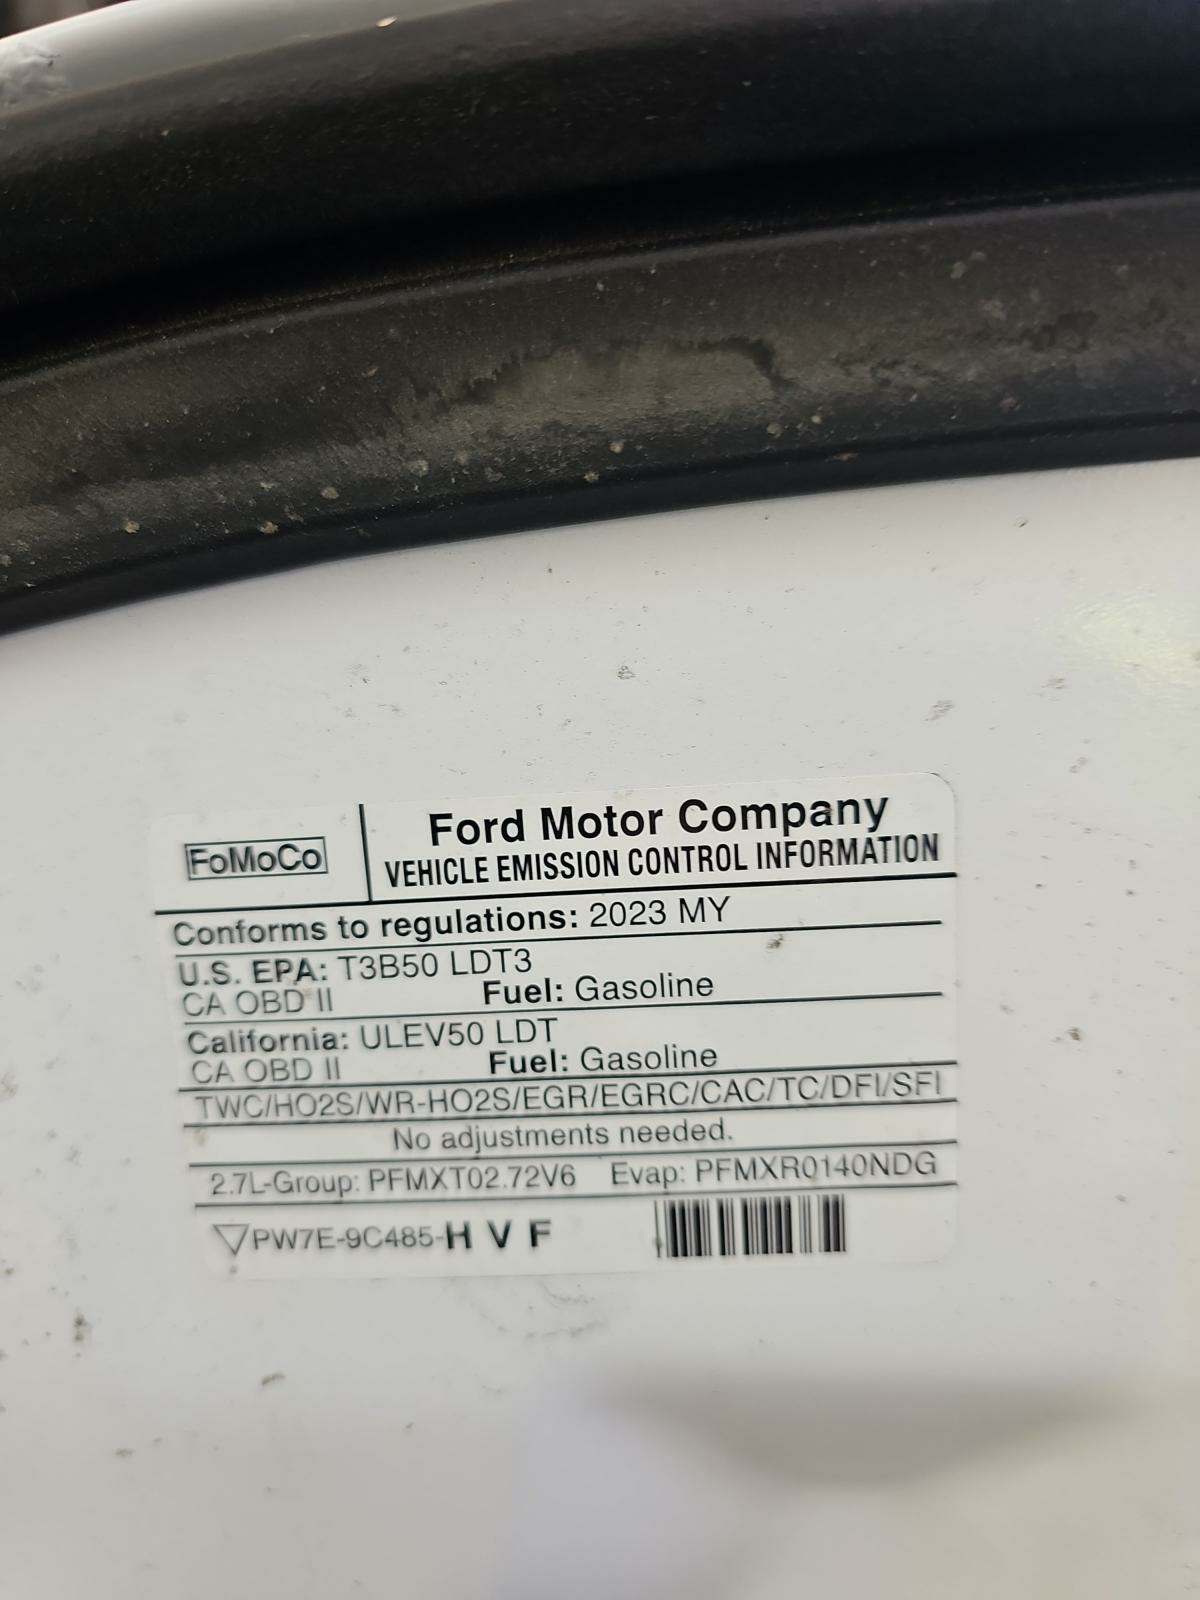 FoMoCo
Ford Motor Company
VEHICLE EMISSION CONTROL INFORMATION
Conforms to regulations: 2023 MY
U.S. EPA: T3B50 LDT3
CA OBD II Fuel: Gasoline
California: ULEV50 LDT
CA OBD II Fuel: Gasoline
TWC/HO2S/WR-HO2S/EGR/EGRC/CAC/TC/DFI/SFI
No adjustments needed.
2.7L-Group: PFMXT02.72V6 Evap: PFMXR0140NDG
PW7E-9C485-H V F